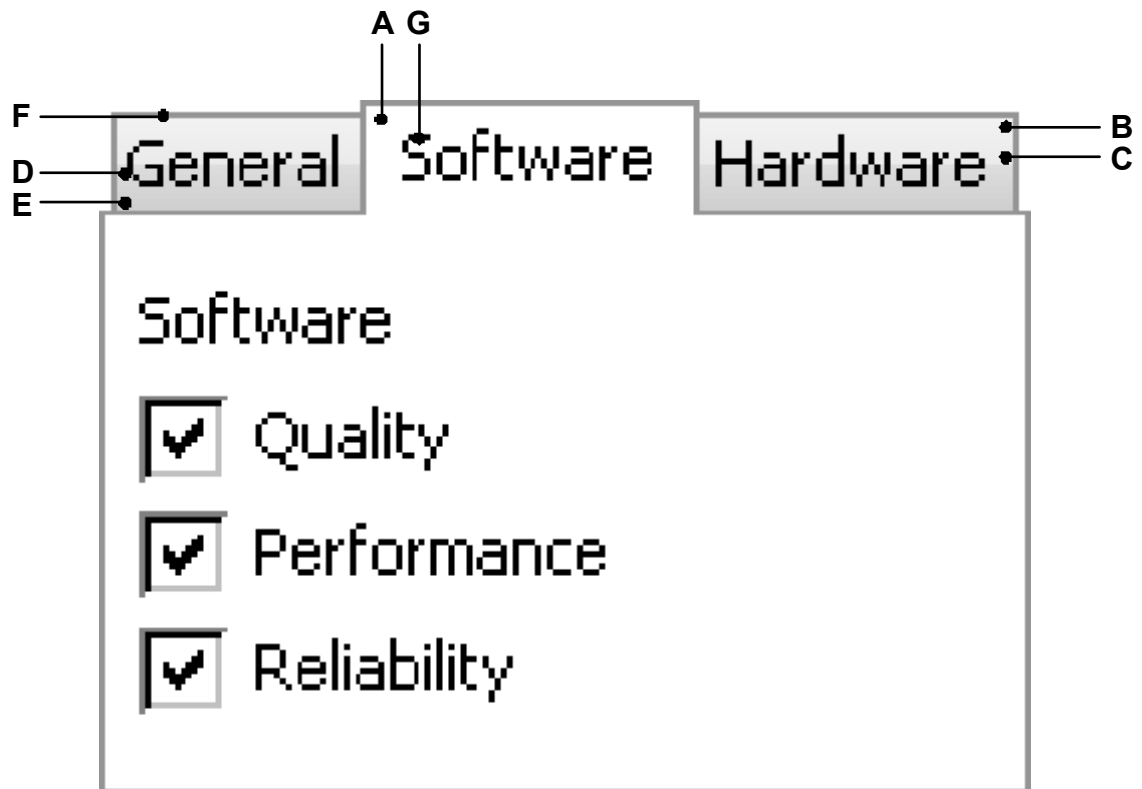 A G
F
B
General Software Hardware
D
C
E
Software
Quality
Performance
Reliability